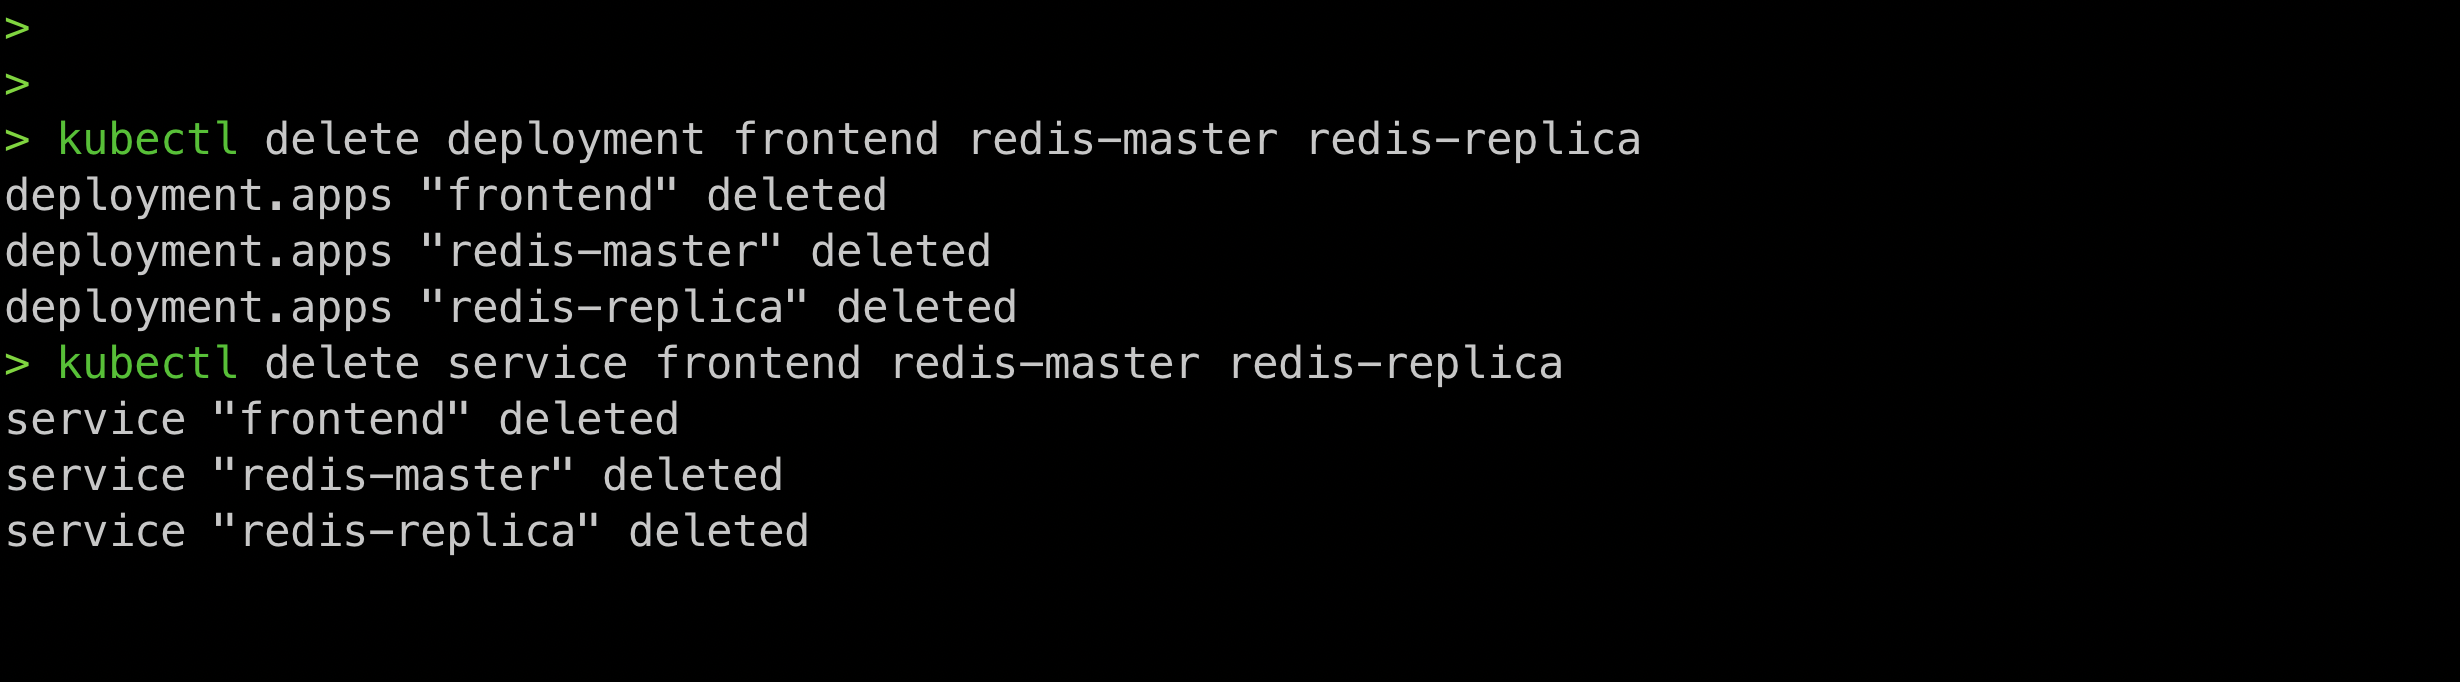 >
>
> kubectl delete deployment frontend redis-master redis-replica
deployment.apps "frontend" deleted
deployment.apps "redis-master" deleted
deployment.apps "redis-replica" deleted
> kubectl delete service frontend redis-master redis-replica
service "frontend" deleted
service "redis-master" deleted
service "redis-replica" deleted